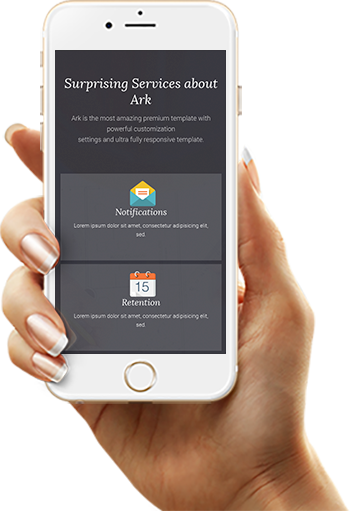 Surprising Services about
Ark
Ark is the most amazing premium template with
powerful customization
settings and ultra fully responsive template.
Notifications
Lorem ipsum dolor sit amet, consectetur adipisicing elit,
sed.
15
Retention
Lorem ipsum dolor sit amet, consectetur adipisicing elit,
sed.